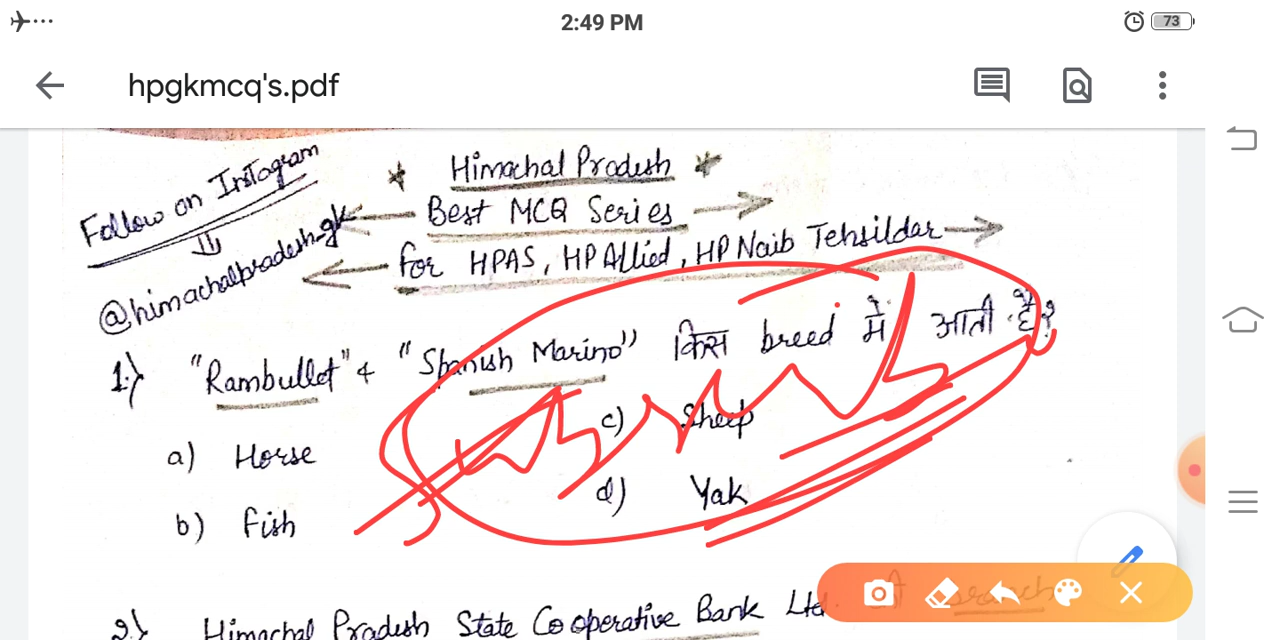 2:49 PM
73
hpgkmcq's.pdf
Follow on Instagram
@himachalpradesh_gk
Himachal Pradesh
Best MCQ Series
for HPAS, HP Allied, HP Naib Tehsildar
1.) "Rambullet" & "Spanish Marino" किस breed में आती है?
a) Horse
b) Fish
c) Sheep
d) Yak
2.) Himachal Pradesh State Cooperative Bank Ltd. branch